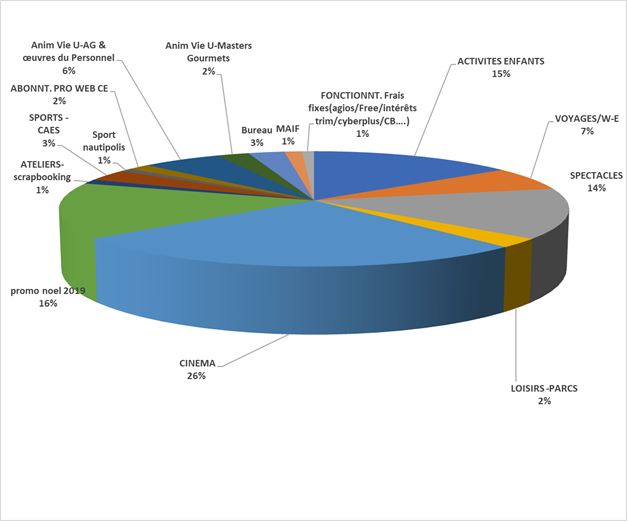 Anim Vie U-AG &
œuvres du Personnel
6%
Anim Vie U-Masters
Gourmets
2%
ABONNT. PRO WEB CE
2%
SPORTS -
CAES
3%
Sport
nautipolis
1%
ATELIERS-
scrapbooking
1%
Bureau
3%
MAIF
1%
FONCTIONNT. Frais
fixes(agios/Free/intérêts
trim/cyberplus/CB....)
1%
ACTIVITES ENFANTS
15%
VOYAGES/W-E
7%
SPECTACLES
14%
promo noel 2019
16%
CINEMA
26%
LOISIRS -PARCS
2%